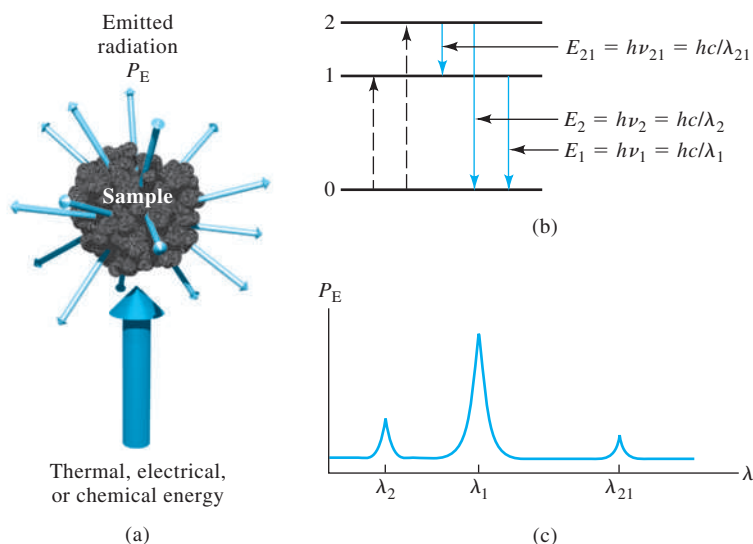 Emitted
radiation
P_E
Sample
Thermal, electrical,
or chemical energy
(a)
2
1
0
E_21 = hν_21 = hc/λ_21
E_2 = hν_2 = hc/λ_2
E_1 = hν_1 = hc/λ_1
(b)
P_E
λ_2
λ_1
λ_21
λ
(c)